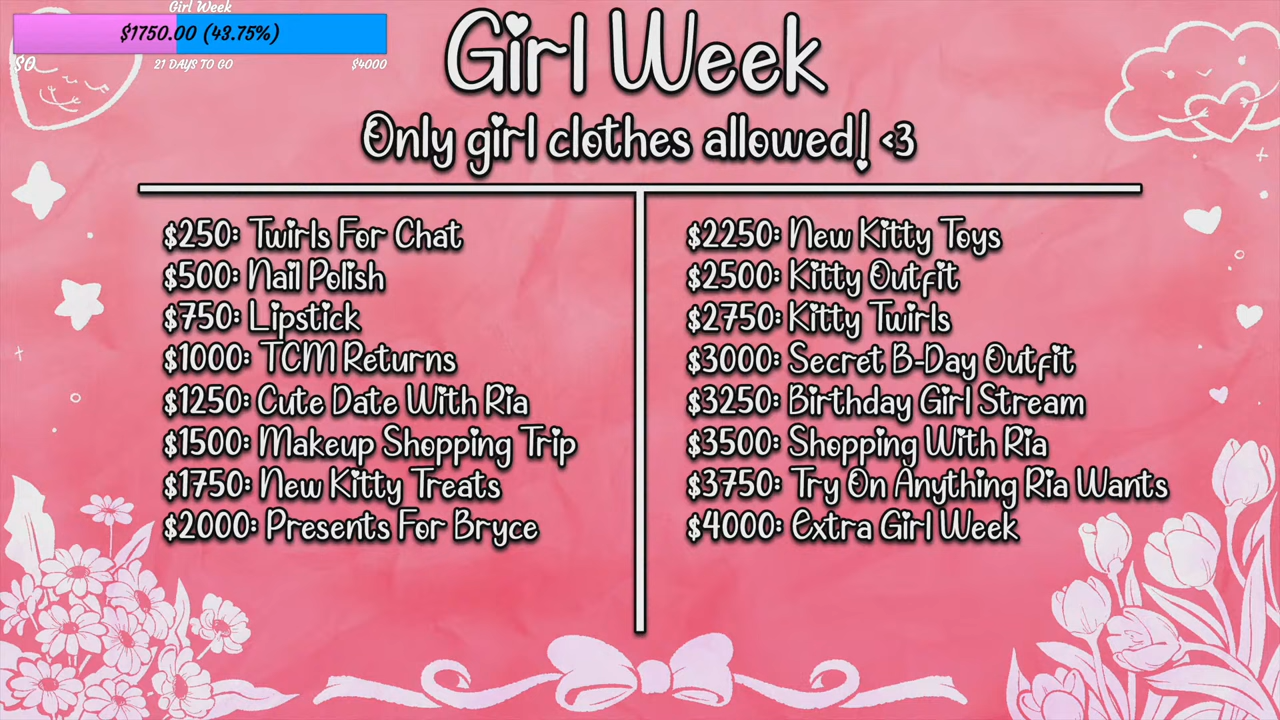 Girl Week
$1750.00 (43.75%)
$0
21 DAYS TO GO
$4000
Girl Week
Only girl clothes allowed! <3
$250: Twirls For Chat
$500: Nail Polish
$750: Lipstick
$1000: TCM Returns
$1250: Cute Date With Ria
$1500: Makeup Shopping Trip
$1750: New Kitty Treats
$2000: Presents For Bryce
$2250: New Kitty Toys
$2500: Kitty Outfit
$2750: Kitty Twirls
$3000: Secret B-Day Outfit
$3250: Birthday Girl Stream
$3500: Shopping With Ria
$3750: Try On Anything Ria Wants
$4000: Extra Girl Week